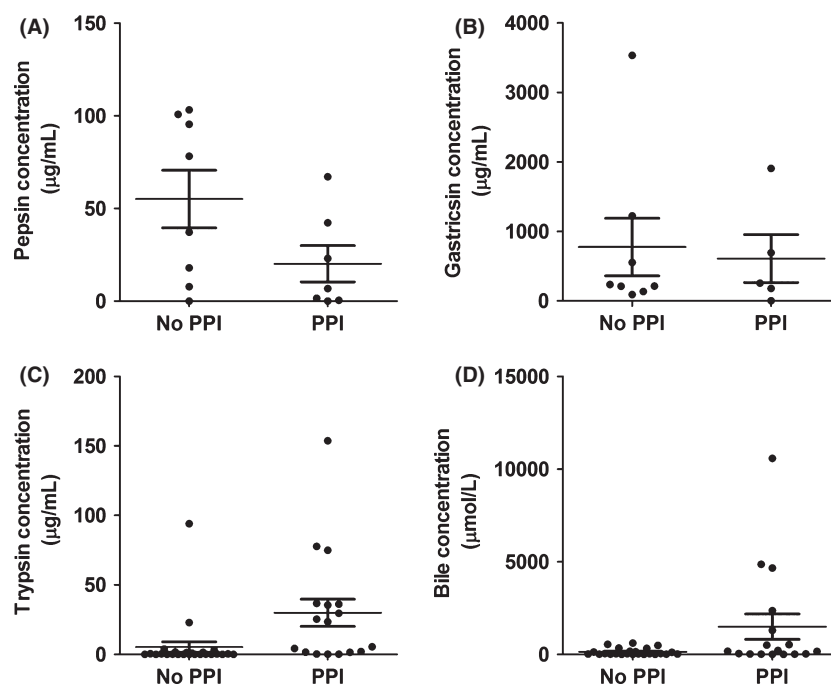 (A)
150
100
50
0
Pepsin concentration
(µg/mL)
No PPI
PPI
(B)
4000
3000
2000
1000
0
Gastricsin concentration
(µg/mL)
No PPI
PPI
(C)
200
150
100
50
0
Trypsin concentration
(µg/mL)
No PPI
PPI
(D)
15000
10000
5000
0
Bile concentration
(µmol/L)
No PPI
PPI